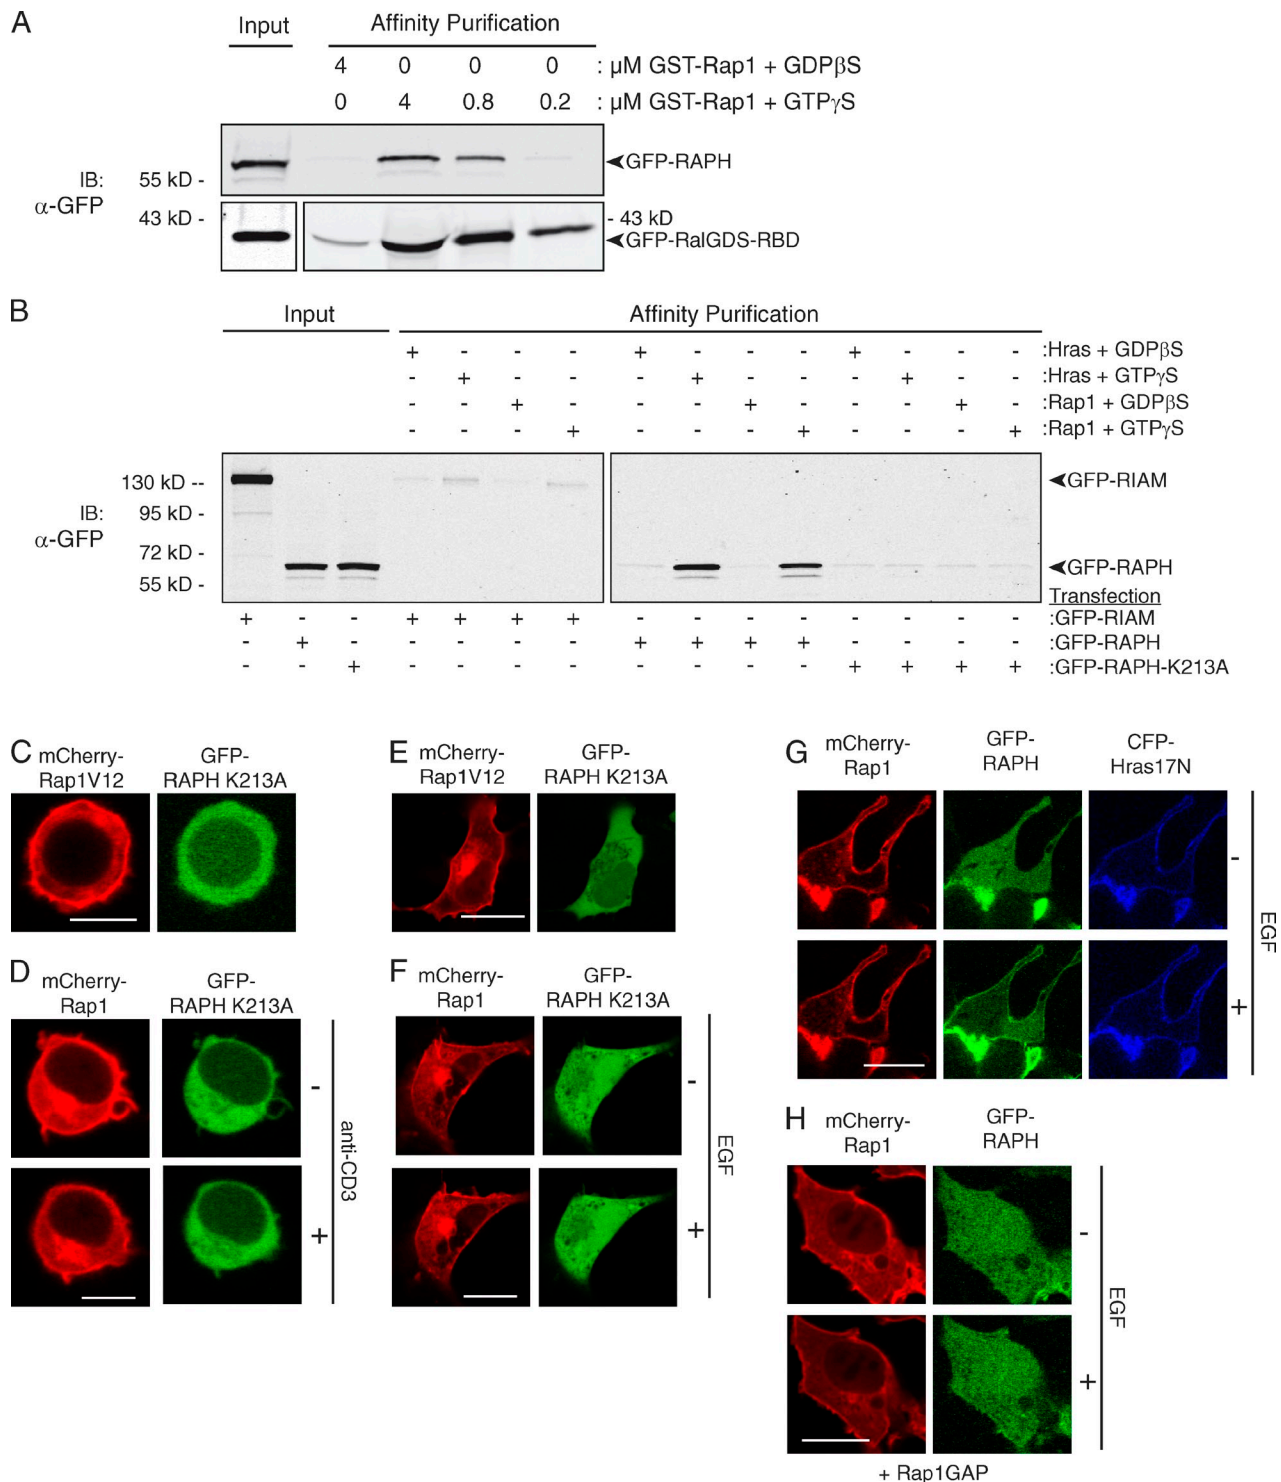 A
Input
Affinity Purification
4 0 0 0 : µM GST-Rap1 + GDPβS
0 4 0.8 0.2 : µM GST-Rap1 + GTPγS
IB:
α-GFP
55 kD -
GFP-RAPH
43 kD -
- 43 kD
GFP-RalGDS-RBD
B
Input
Affinity Purification
+ - - - + - - - + - - - :Hras + GDPβS
- + - - - + - - - + - - :Hras + GTPγS
- - + - - - + - - - + - :Rap1 + GDPβS
- - - + - - - + - - - + :Rap1 + GTPγS
IB:
α-GFP
130 kD --
95 kD -
72 kD -
55 kD -
GFP-RIAM
GFP-RAPH
Transfection
+ - - + + + + - - - - - - - - :GFP-RIAM
- + - - - - - + + + + - - - - :GFP-RAPH
- - + - - - - - - - - + + + + :GFP-RAPH-K213A
C
mCherry-
Rap1V12
GFP-
RAPH K213A
D
mCherry-
Rap1
GFP-
RAPH K213A
-
+
anti-CD3
E
mCherry-
Rap1V12
GFP-
RAPH K213A
F
mCherry-
Rap1
GFP-
RAPH K213A
-
+
EGF
G
mCherry-
Rap1
GFP-
RAPH
CFP-
Hras17N
-
+
EGF
H
mCherry-
Rap1
GFP-
RAPH
-
+
EGF
+ Rap1GAP